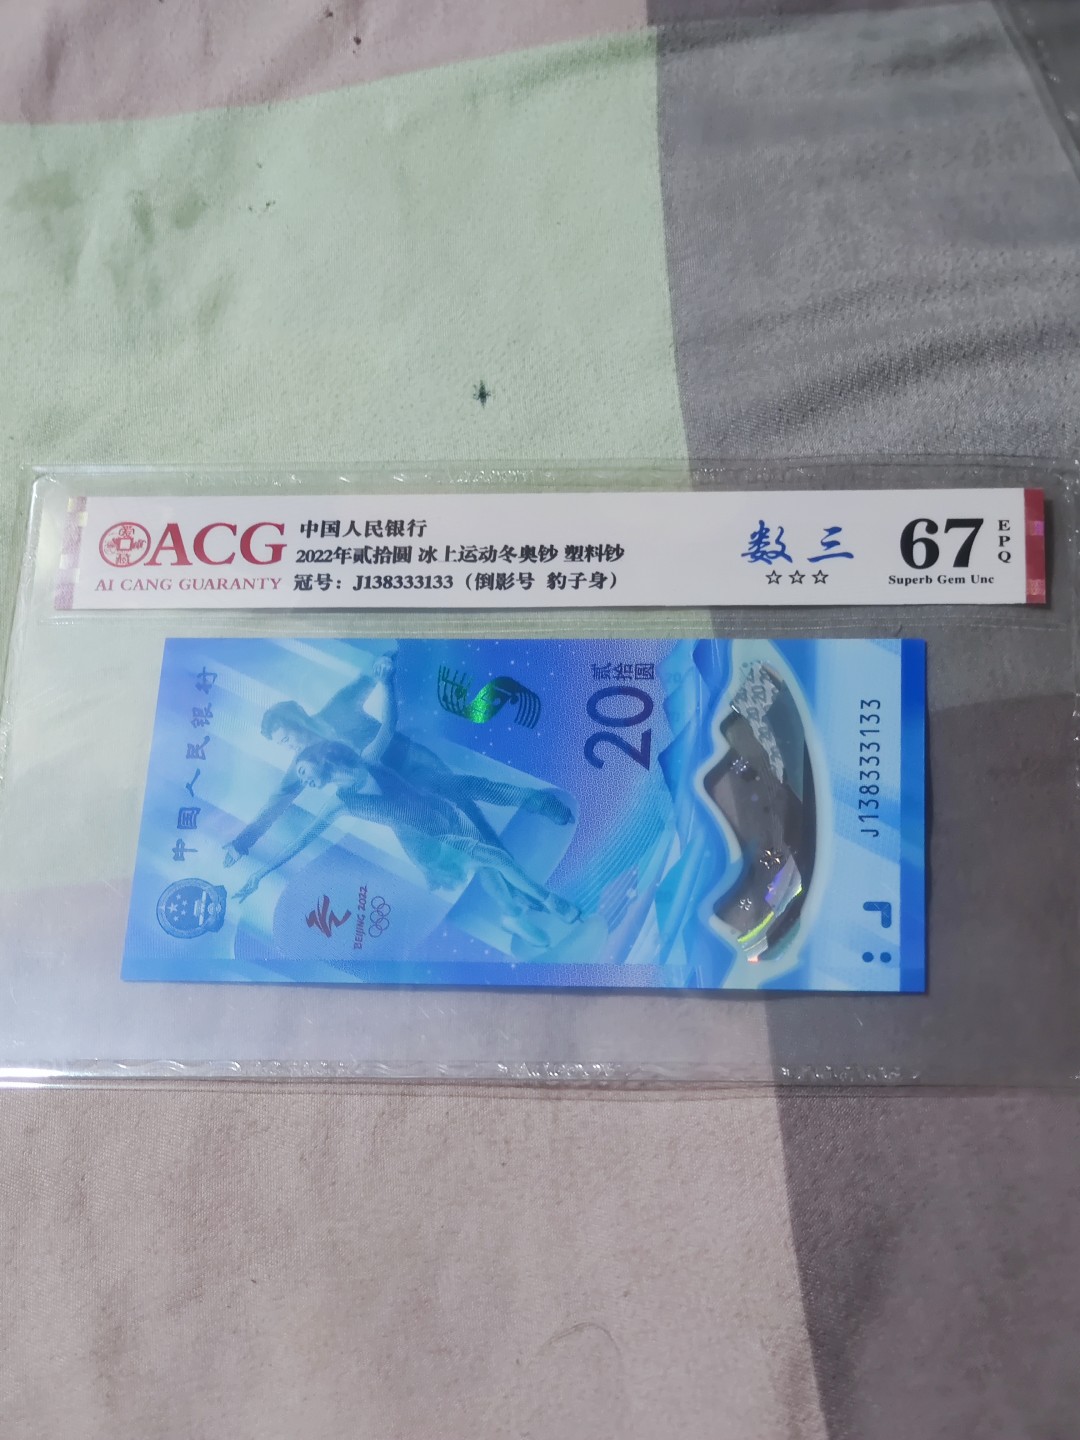 ACG
AI CANG GUARANTY
中国人民银行
2022年贰拾圆 冰上运动冬奥钞 塑料钞
冠号：J138333133（倒影号 豹子身）
数三
☆☆☆
67
EPQ
Superb Gem Unc
中国人民银行
BEIJING 2022
贰拾圆
20
J138333133